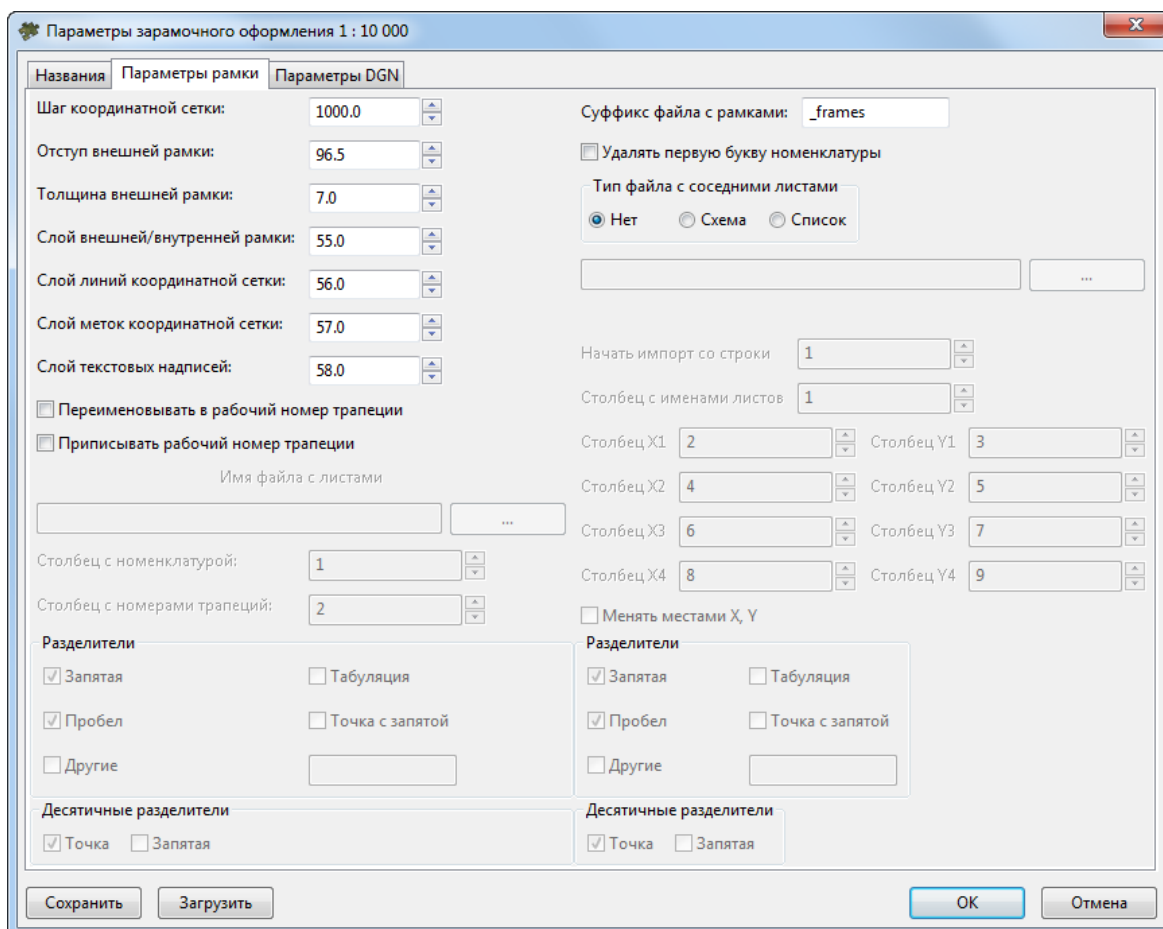 Параметры зарамочного оформления 1 : 10 000
Названия
Параметры рамки
Параметры DGN
Шаг координатной сетки: 1000.0
Отступ внешней рамки: 96.5
Толщина внешней рамки: 7.0
Слой внешней/внутренней рамки: 55.0
Слой линий координатной сетки: 56.0
Слой меток координатной сетки: 57.0
Слой текстовых надписей: 58.0
Переименовывать в рабочий номер трапеции
Приписывать рабочий номер трапеции
Имя файла с листами
...
Столбец с номенклатурой: 1
Столбец с номерами трапеций: 2
Разделители
Запятая Табуляция
Пробел Точка с запятой
Другие
Десятичные разделители
Точка Запятая
Суффикс файла с рамками: _frames
Удалять первую букву номенклатуры
Тип файла с соседними листами
Нет Схема Список
...
Начать импорт со строки 1
Столбец с именами листов 1
Столбец X1 2 Столбец Y1 3
Столбец X2 4 Столбец Y2 5
Столбец X3 6 Столбец Y3 7
Столбец X4 8 Столбец Y4 9
Менять местами X, Y
Разделители
Запятая Табуляция
Пробел Точка с запятой
Другие
Десятичные разделители
Точка Запятая
Сохранить Загрузить OK Отмена